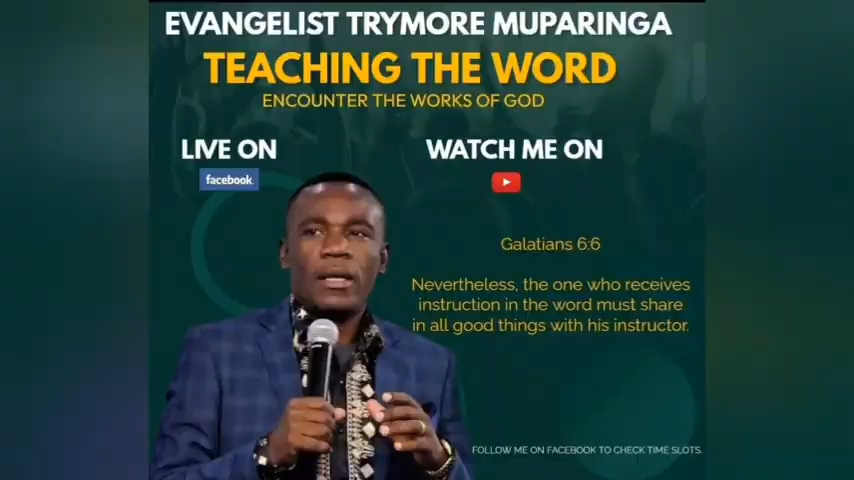 EVANGELIST TRYMORE MUPARINGA
TEACHING THE WORD
ENCOUNTER THE WORKS OF GOD
LIVE ON
facebook.
WATCH ME ON
Galatians 6:6
Nevertheless, the one who receives
instruction in the word must share
in all good things with his instructor.
FOLLOW ME ON FACEBOOK TO CHECK TIME SLOTS.